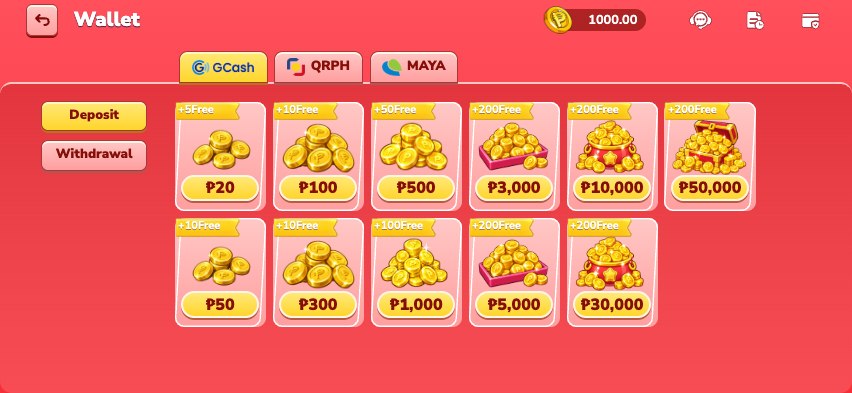 Wallet
1000.00
GCash
QRPH
MAYA
Deposit
Withdrawal
+5Free
+10Free
+50Free
+200Free
+200Free
+200Free
₱20
₱100
₱500
₱3,000
₱10,000
₱50,000
+10Free
+10Free
+100Free
+200Free
+200Free
₱50
₱300
₱1,000
₱5,000
₱30,000